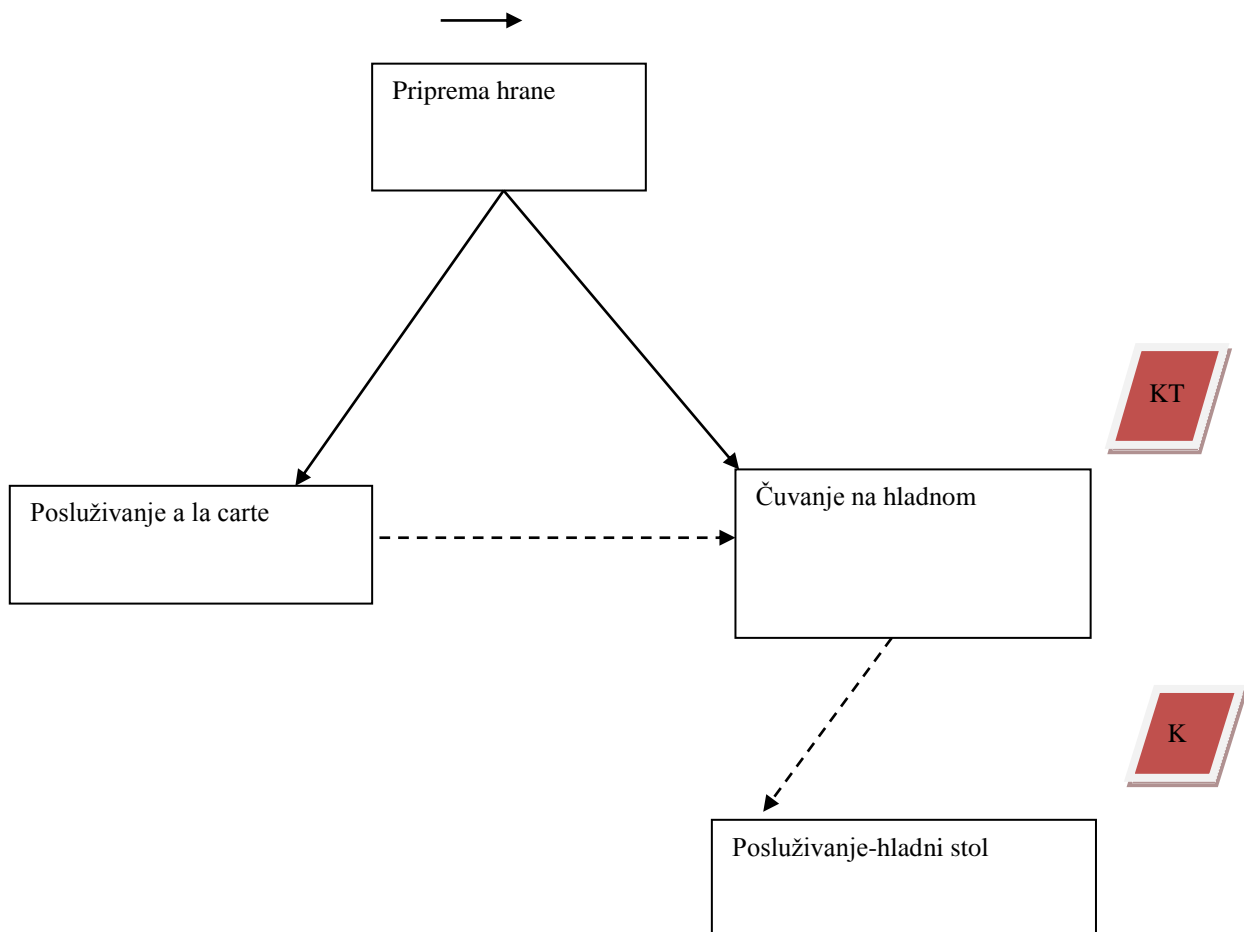 Priprema hrane
KT
Posluživanje a la carte
Čuvanje na hladnom
K
Posluživanje-hladni stol